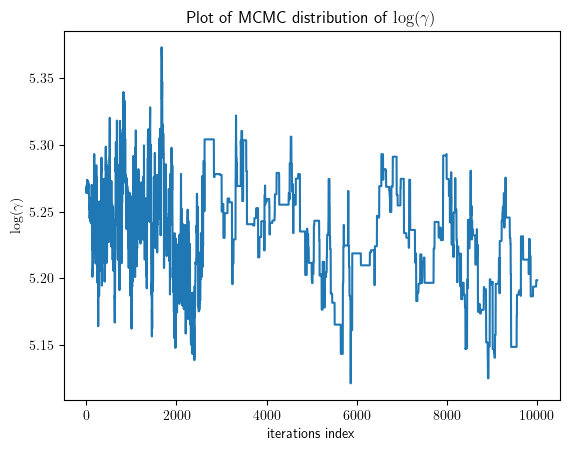 Plot of MCMC distribution of log(γ)
log(γ)
5.35
5.30
5.25
5.20
5.15
0 2000 4000 6000 8000 10000
iterations index